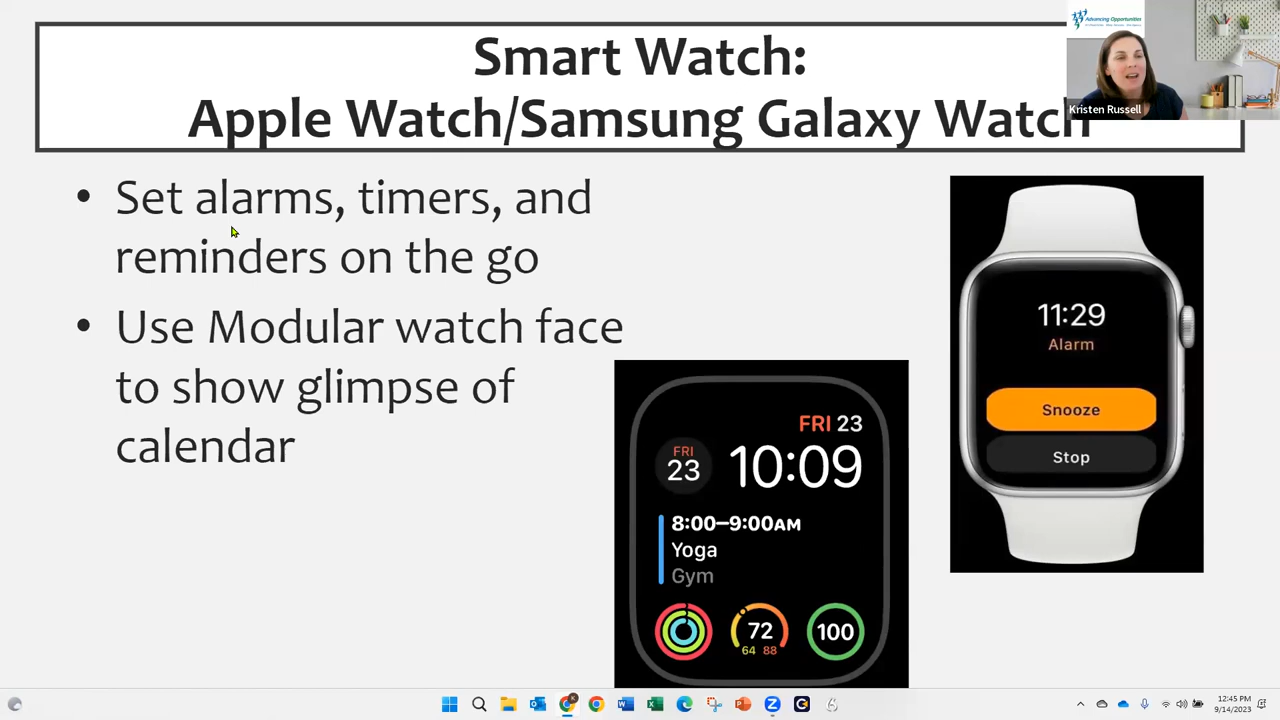 Smart Watch:
Apple Watch/Samsung Galaxy Watch
Advancing Opportunities
Kristen Russell
• Set alarms, timers, and
reminders on the go
• Use Modular watch face
to show glimpse of
calendar
FRI 23
FRI
23
10:09
8:00–9:00AM
Yoga
Gym
72
64 88
100
11:29
Alarm
Snooze
Stop
12:45 PM
9/14/2023